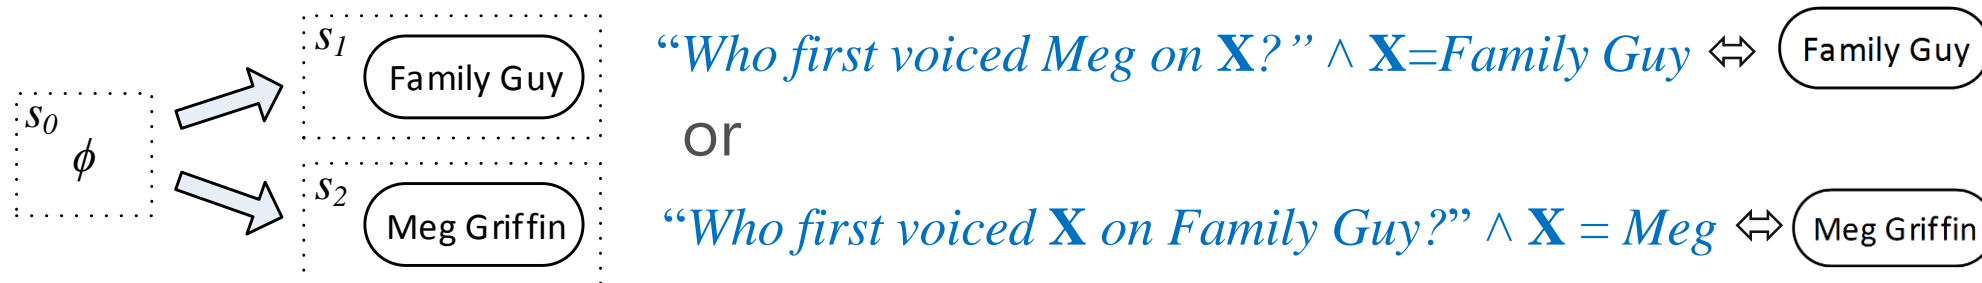 s1 Family Guy "Who first voiced Meg on X?" ∧ X=Family Guy ⇔ Family Guy
s0 ϕ or
s2 Meg Griffin "Who first voiced X on Family Guy?" ∧ X = Meg ⇔ Meg Griffin